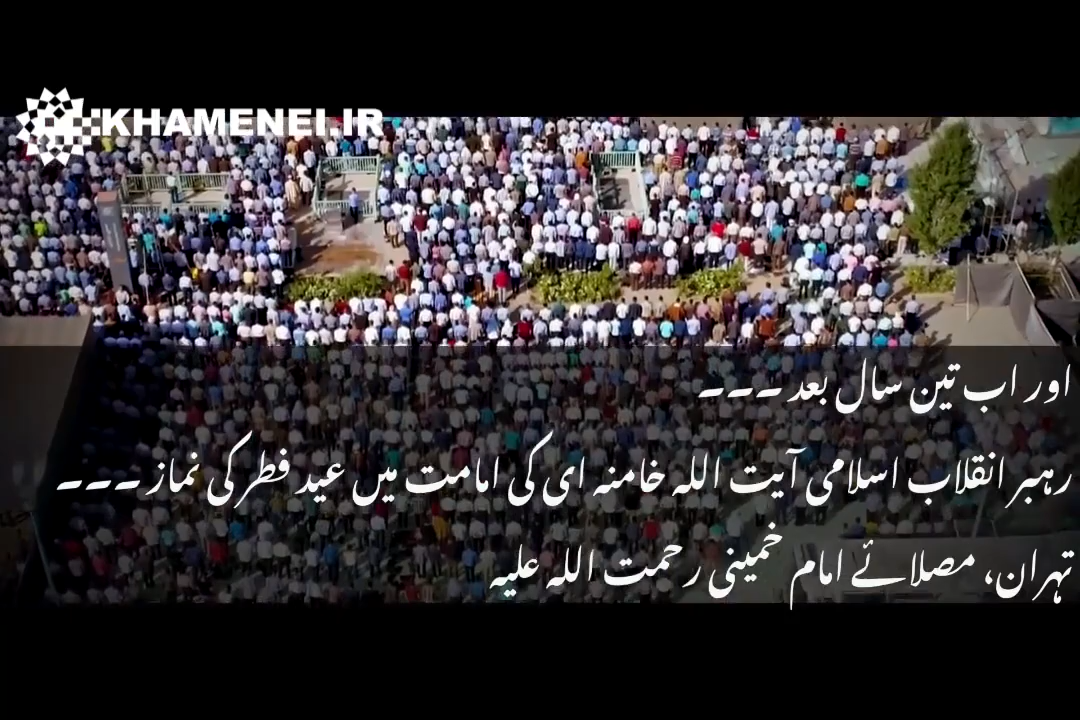 KHAMENEI.IR
اور اب تین سال بعد ۔۔۔
رہبر انقلاب اسلامی آیت اللہ خامنہ ای کی امامت میں عید فطر کی نماز ۔۔۔
تہران، مصلائے امام خمینی رحمت اللہ علیہ